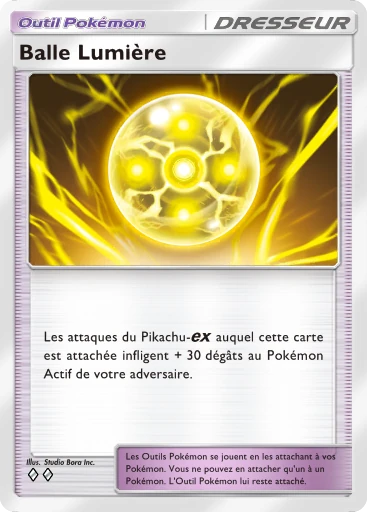 Outil Pokémon
DRESSEUR
Balle Lumière
Les attaques du Pikachu-ex auquel cette carte
est attachée infligent + 30 dégâts au Pokémon
Actif de votre adversaire.
Illus. Studio Bora Inc.
Les Outils Pokémon se jouent en les attachant à vos
Pokémon. Vous ne pouvez en attacher qu'un à un
Pokémon. L'Outil Pokémon lui reste attaché.